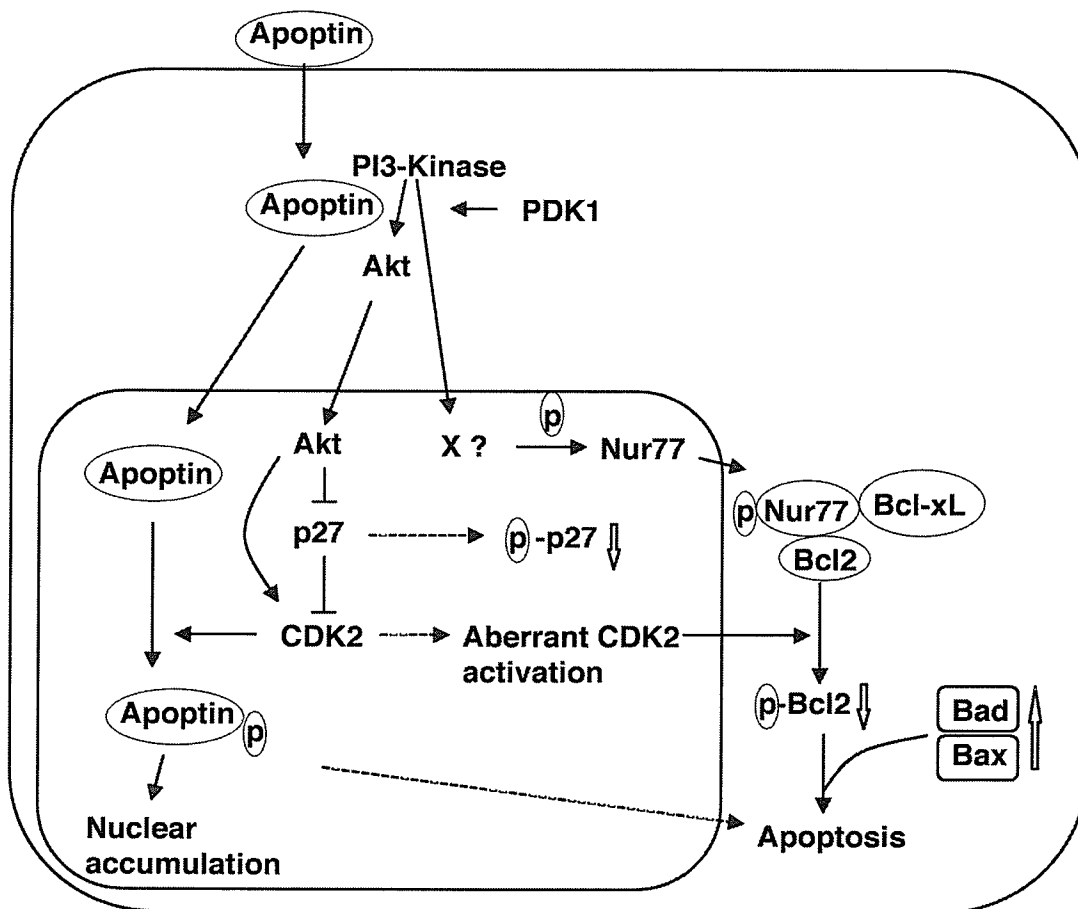 Apoptin
PI3-Kinase
Apoptin
PDK1
Akt
p
Akt
X ?
Nur77
Apoptin
p
Nur77
Bcl-xL
p27
p
-p27
Bcl2
CDK2
Aberrant CDK2
activation
Apoptin
p
p
-Bcl2
Bad
Bax
Nuclear
accumulation
Apoptosis